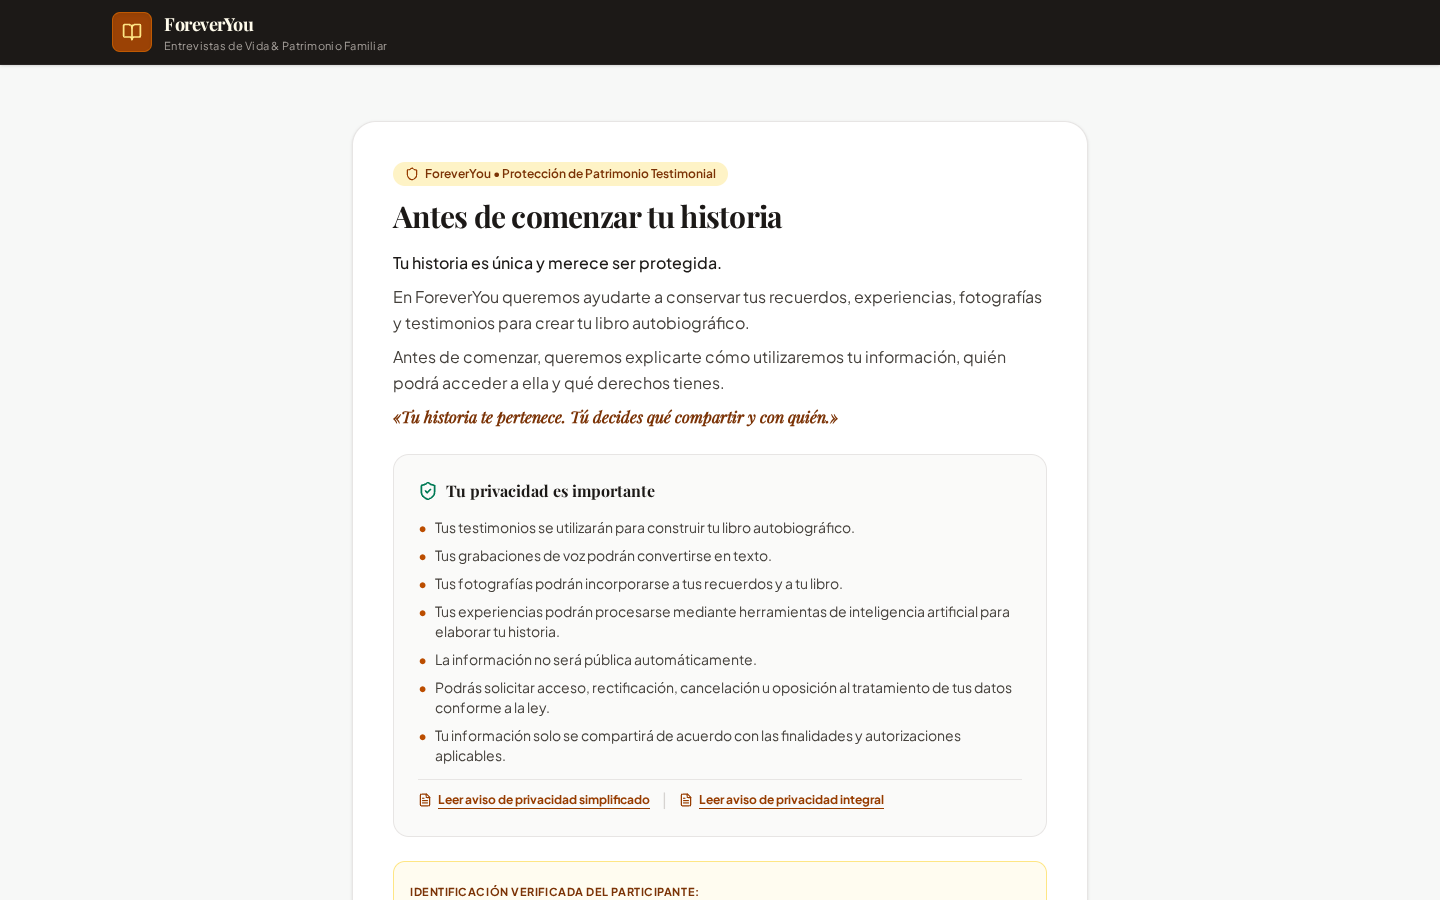 ForeverYou
Entrevistas de Vida & Patrimonio Familiar
ForeverYou • Protección de Patrimonio Testimonial
Antes de comenzar tu historia
Tu historia es única y merece ser protegida.
En ForeverYou queremos ayudarte a conservar tus recuerdos, experiencias, fotografías
y testimonios para crear tu libro autobiográfico.
Antes de comenzar, queremos explicarte cómo utilizaremos tu información, quién
podrá acceder a ella y qué derechos tienes.
«Tu historia te pertenece. Tú decides qué compartir y con quién.»
Tu privacidad es importante
• Tus testimonios se utilizarán para construir tu libro autobiográfico.
• Tus grabaciones de voz podrán convertirse en texto.
• Tus fotografías podrán incorporarse a tus recuerdos y a tu libro.
• Tus experiencias podrán procesarse mediante herramientas de inteligencia artificial para
elaborar tu historia.
• La información no será pública automáticamente.
• Podrás solicitar acceso, rectificación, cancelación u oposición al tratamiento de tus datos
conforme a la ley.
• Tu información solo se compartirá de acuerdo con las finalidades y autorizaciones
aplicables.
Leer aviso de privacidad simplificado | Leer aviso de privacidad integral
IDENTIFICACIÓN VERIFICADA DEL PARTICIPANTE: